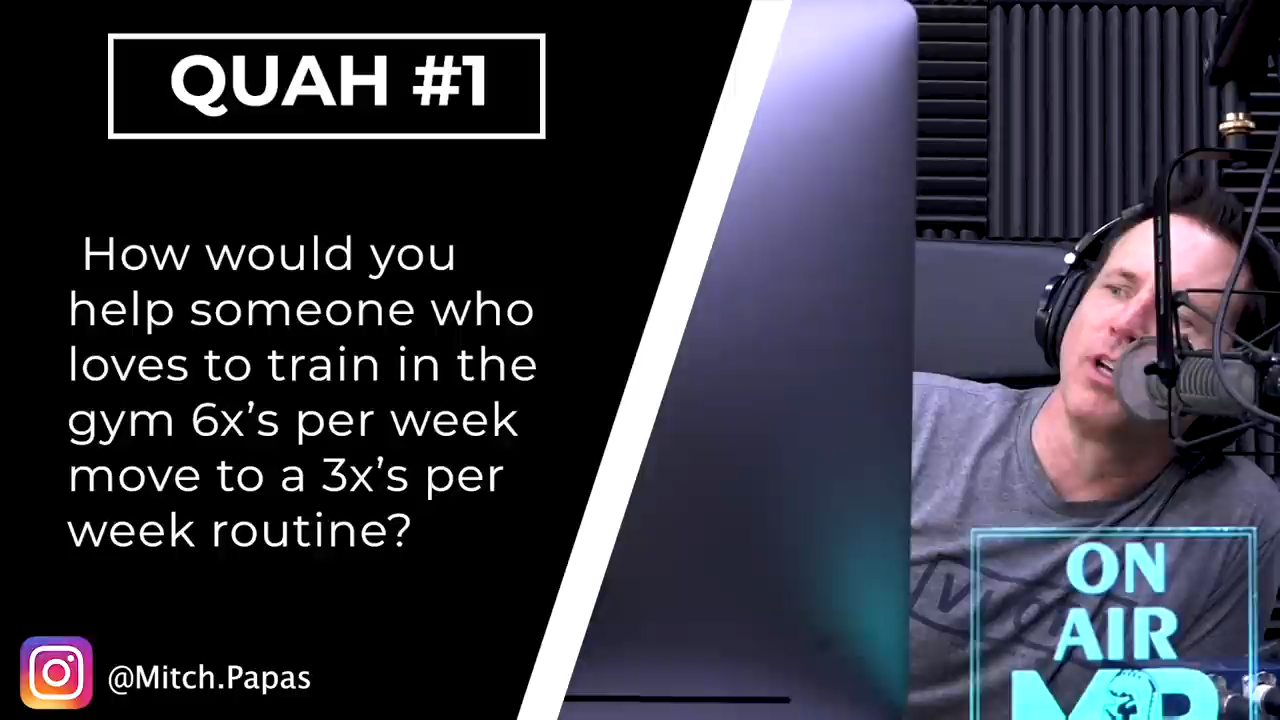 QUAH #1
How would you
help someone who
loves to train in the
gym 6x’s per week
move to a 3x’s per
week routine?
@Mitch.Papas
ON
AIR